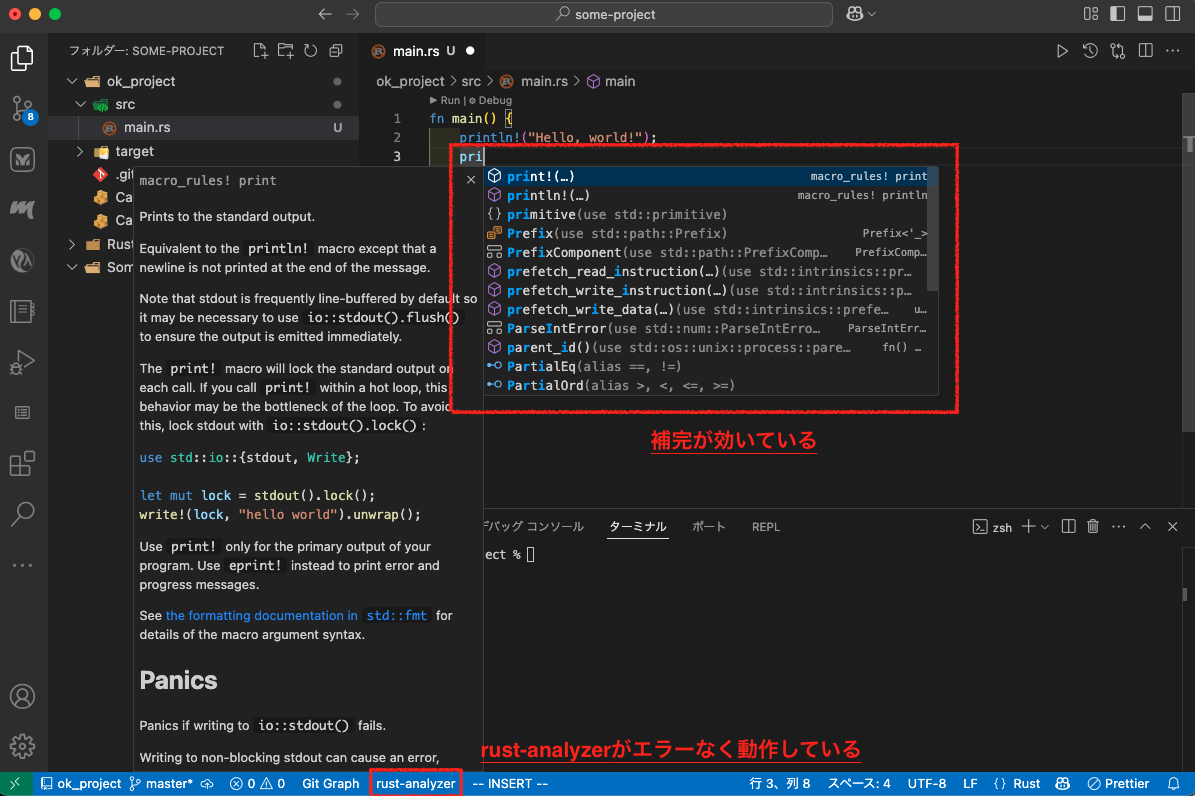 some-project
フォルダー: SOME-PROJECT
ok_project
src
main.rs U
target
.git
Ca
Ca
Rus
Som
8
main.rs U
ok_project > src > main.rs > main
Run | Debug
1 fn main() {
2 println!("Hello, world!");
3 pri
print!(…) macro_rules! print
println!(…) macro_rules! println
primitive(use std::primitive)
Prefix(use std::path::Prefix) Prefix<'_>
PrefixComponent(use std::path::PrefixComp… PrefixComp…
prefetch_read_instruction(…)(use std::intrinsics::pr…
prefetch_write_instruction(…)(use std::intrinsics::p…
prefetch_write_data(…)(use std::intrinsics::prefe… u…
ParseIntError(use std::num::ParseIntErro… ParseIntErr…
parent_id()(use std::os::unix::process::pare… fn() …
PartialEq(alias ==, !=)
PartialOrd(alias >, <, <=, >=)
補完が効いている
macro_rules! print
Prints to the standard output.
Equivalent to the println! macro except that a
newline is not printed at the end of the message.
Note that stdout is frequently line-buffered by default so
it may be necessary to use io::stdout().flush()
to ensure the output is emitted immediately.
The print! macro will lock the standard output on
each call. If you call print! within a hot loop, this
behavior may be the bottleneck of the loop. To avoid
this, lock stdout with io::stdout().lock() :
use std::io::{stdout, Write};
let mut lock = stdout().lock();
write!(lock, "hello world").unwrap();
Use print! only for the primary output of your
program. Use eprint! instead to print error and
progress messages.
See the formatting documentation in std::fmt for
details of the macro argument syntax.
Panics
Panics if writing to io::stdout() fails.
Writing to non-blocking stdout can cause an error,
デバッグ コンソール ターミナル ポート REPL
zsh
ect %
rust-analyzerがエラーなく動作している
ok_project master* 0 0 Git Graph rust-analyzer -- INSERT -- 行 3、列 8 スペース: 4 UTF-8 LF {} Rust Prettier